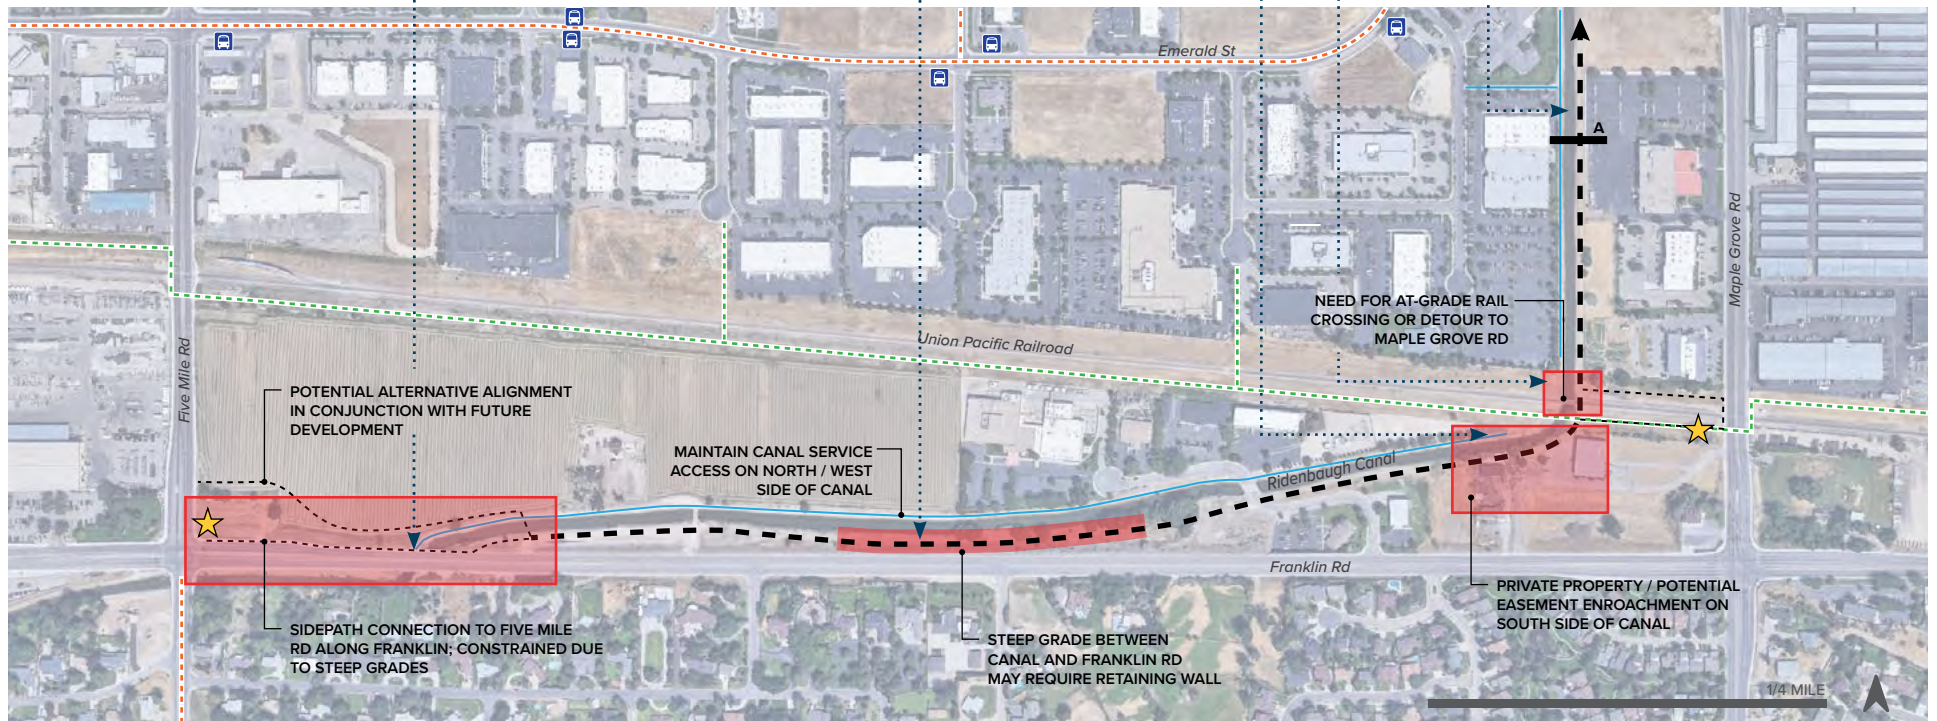 Emerald St
A
Maple Grove Rd
NEED FOR AT-GRADE RAIL
CROSSING OR DETOUR TO
MAPLE GROVE RD
Union Pacific Railroad
Five Mile Rd
POTENTIAL ALTERNATIVE ALIGNMENT
IN CONJUNCTION WITH FUTURE
DEVELOPMENT
MAINTAIN CANAL SERVICE
ACCESS ON NORTH / WEST
SIDE OF CANAL
Ridenbaugh Canal
Franklin Rd
PRIVATE PROPERTY / POTENTIAL
EASEMENT ENROACHMENT ON
SOUTH SIDE OF CANAL
SIDEPATH CONNECTION TO FIVE MILE
RD ALONG FRANKLIN; CONSTRAINED DUE
TO STEEP GRADES
STEEP GRADE BETWEEN
CANAL AND FRANKLIN RD
MAY REQUIRE RETAINING WALL
1/4 MILE